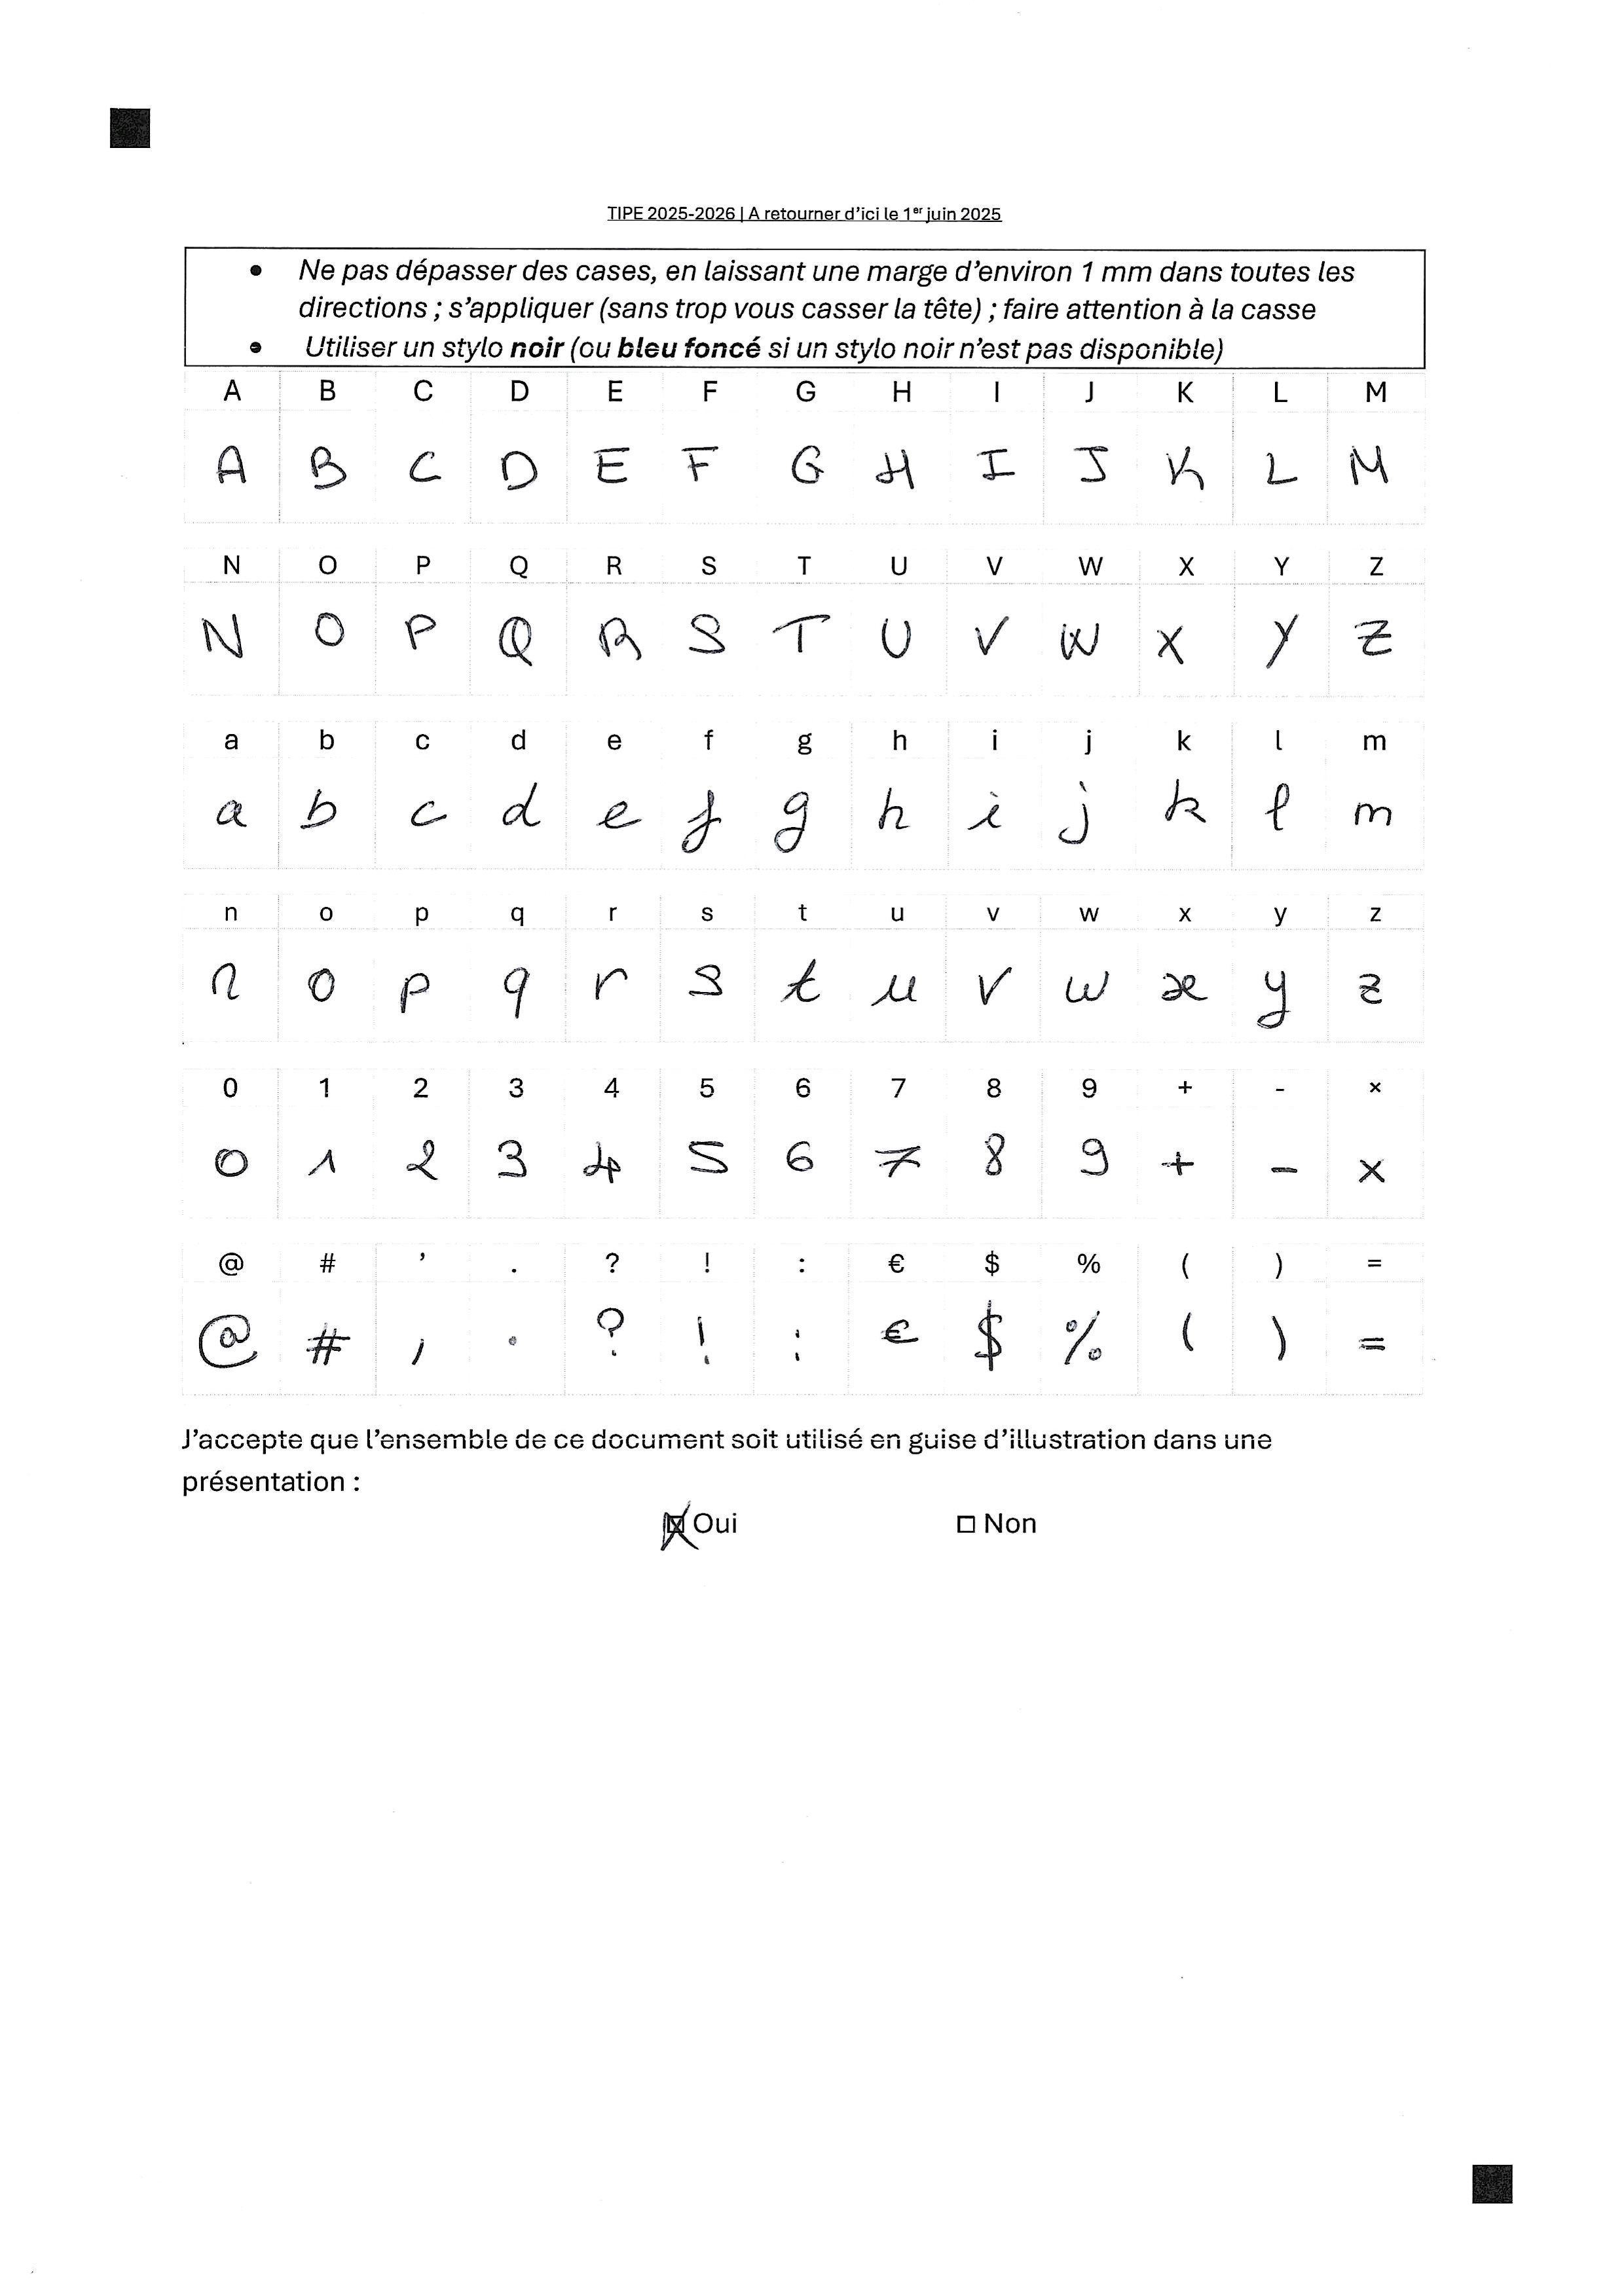 TIPE 2025-2026 | A retourner d'ici le 1er juin 2025
• Ne pas dépasser des cases, en laissant une marge d'environ 1 mm dans toutes les
directions ; s'appliquer (sans trop vous casser la tête) ; faire attention à la casse
• Utiliser un stylo noir (ou bleu foncé si un stylo noir n'est pas disponible)
A B C D E F G H I J K L M
A B C D E F G H I J K L M
N O P Q R S T U V W X Y Z
N O P Q R S T U V W X Y Z
a b c d e f g h i j k l m
a b c d e f g h i j k l m
n o p q r s t u v w x y z
n o p q r s t u v w x y z
0 1 2 3 4 5 6 7 8 9 + - ×
0 1 2 3 4 5 6 7 8 9 + - ×
@ # ’ . ? ! : € $ % ( ) =
@ # , . ? ! : € $ % ( ) =
J'accepte que l'ensemble de ce document soit utilisé en guise d'illustration dans une
présentation :
☒ Oui ☐ Non